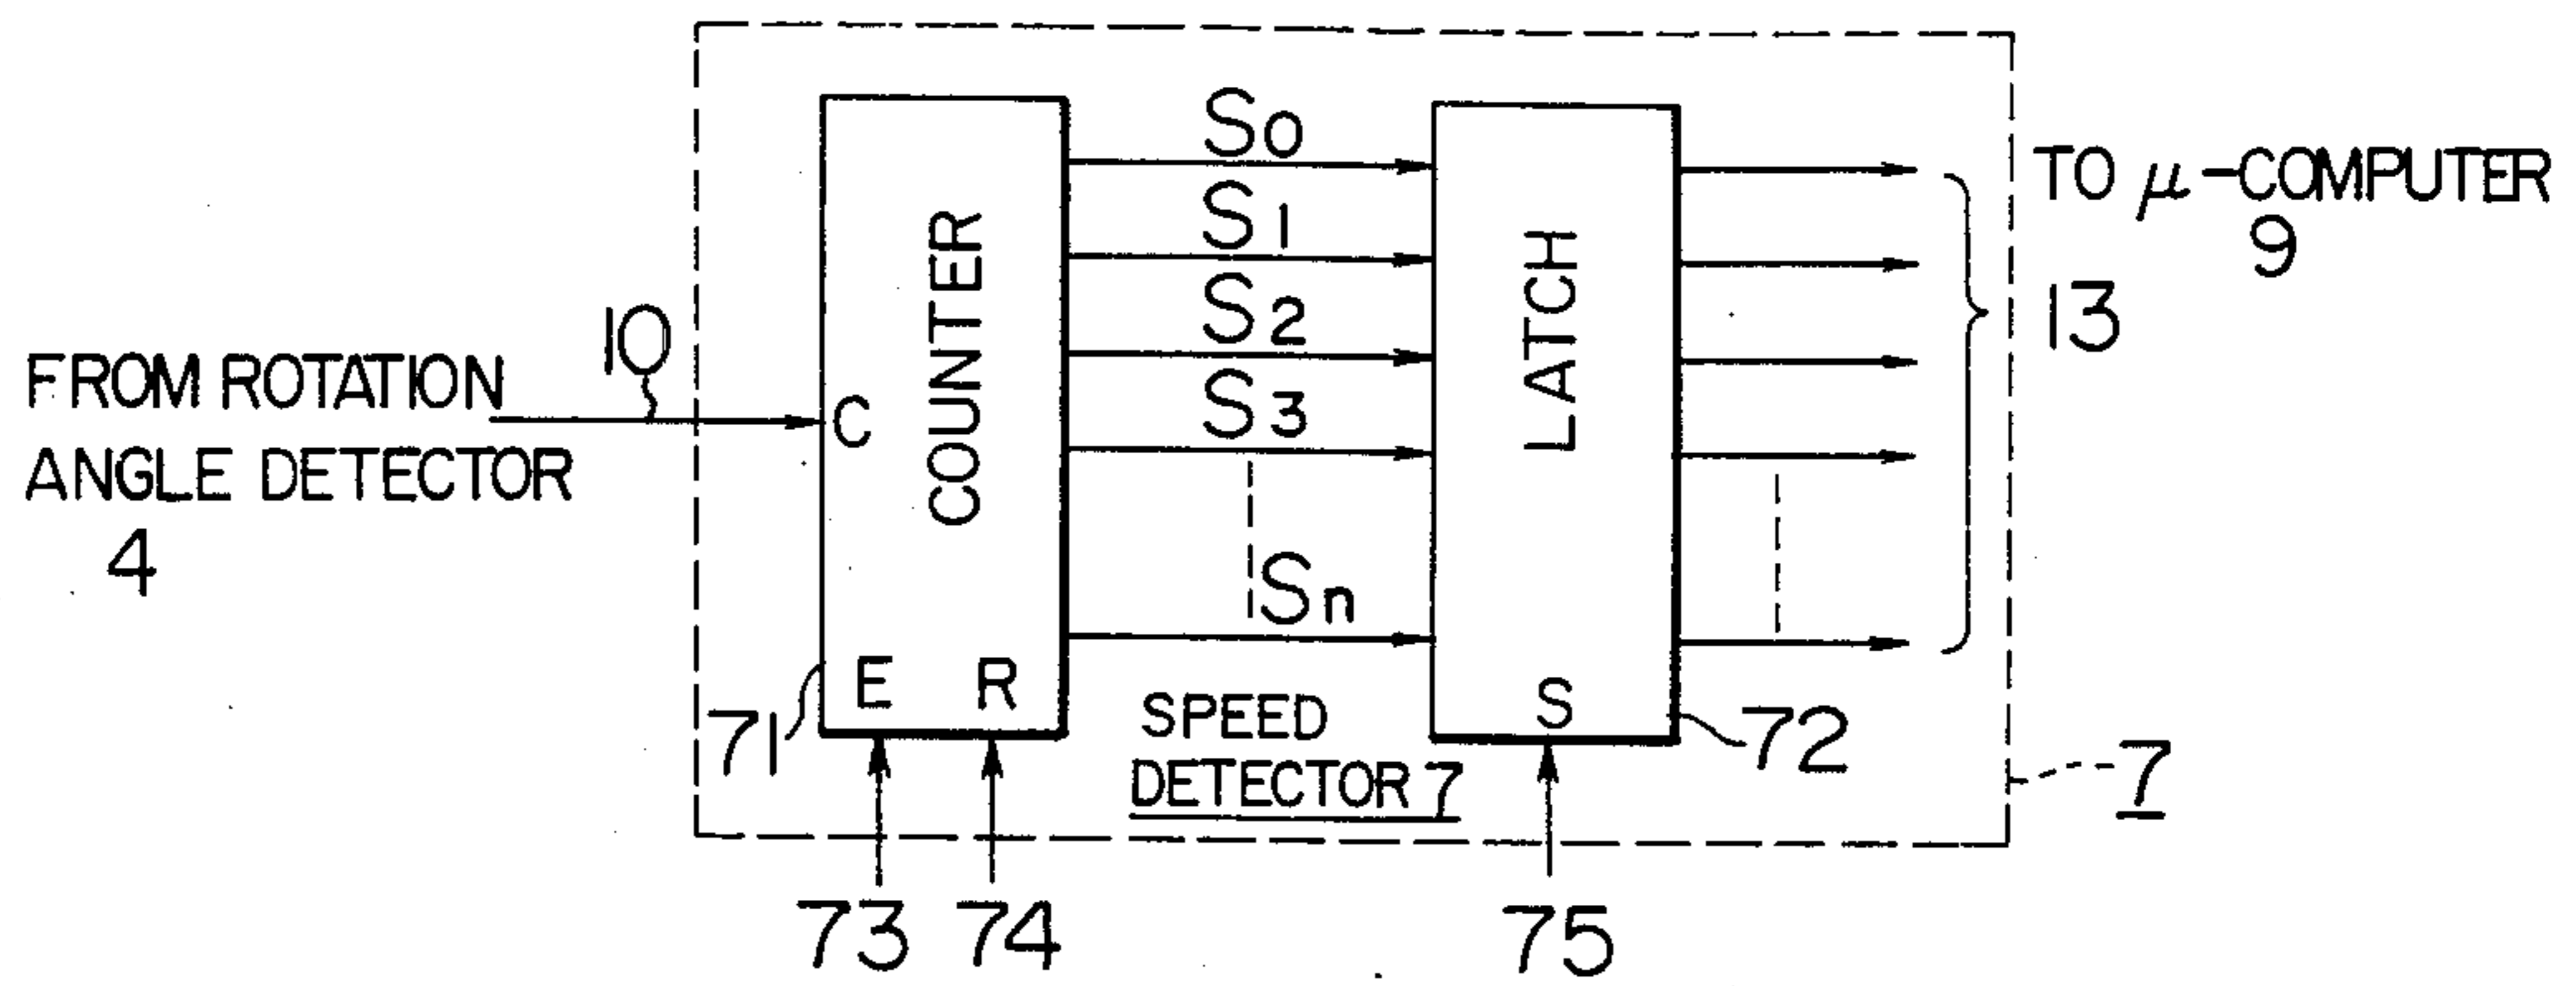 FROM ROTATION
ANGLE DETECTOR
4
10
C
COUNTER
E
R
71
73
74
S0
S1
S2
S3
Sn
SPEED
DETECTOR 7
LATCH
S
72
75
TO μ-COMPUTER
9
13
7